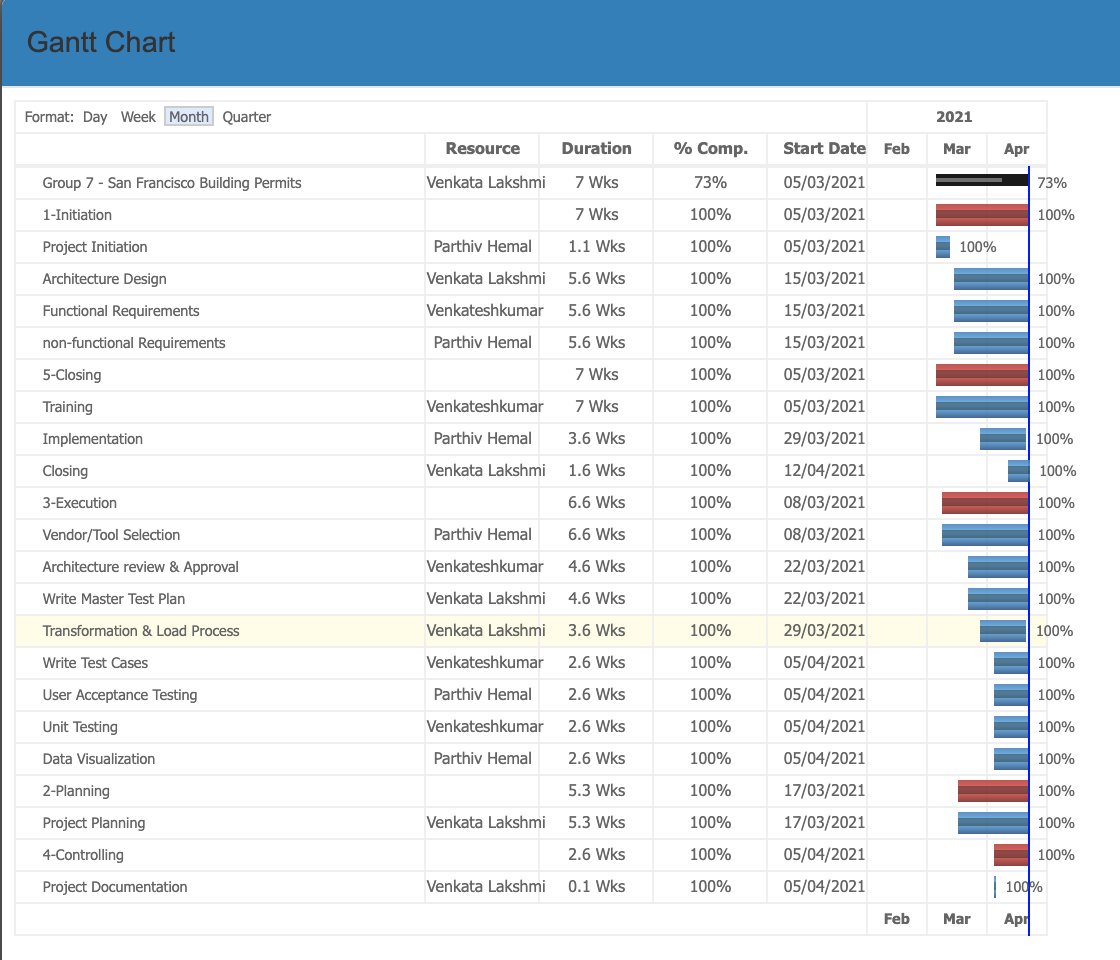 Gantt Chart
Format: Day Week Month Quarter 2021
Resource Duration % Comp. Start Date Feb Mar Apr
Group 7 - San Francisco Building Permits Venkata Lakshmi 7 Wks 73% 05/03/2021 73%
1-Initiation 7 Wks 100% 05/03/2021 100%
Project Initiation Parthiv Hemal 1.1 Wks 100% 05/03/2021 100%
Architecture Design Venkata Lakshmi 5.6 Wks 100% 15/03/2021 100%
Functional Requirements Venkateshkumar 5.6 Wks 100% 15/03/2021 100%
non-functional Requirements Parthiv Hemal 5.6 Wks 100% 15/03/2021 100%
5-Closing 7 Wks 100% 05/03/2021 100%
Training Venkateshkumar 7 Wks 100% 05/03/2021 100%
Implementation Parthiv Hemal 3.6 Wks 100% 29/03/2021 100%
Closing Venkata Lakshmi 1.6 Wks 100% 12/04/2021 100%
3-Execution 6.6 Wks 100% 08/03/2021 100%
Vendor/Tool Selection Parthiv Hemal 6.6 Wks 100% 08/03/2021 100%
Architecture review & Approval Venkateshkumar 4.6 Wks 100% 22/03/2021 100%
Write Master Test Plan Venkata Lakshmi 4.6 Wks 100% 22/03/2021 100%
Transformation & Load Process Venkata Lakshmi 3.6 Wks 100% 29/03/2021 100%
Write Test Cases Venkateshkumar 2.6 Wks 100% 05/04/2021 100%
User Acceptance Testing Parthiv Hemal 2.6 Wks 100% 05/04/2021 100%
Unit Testing Venkateshkumar 2.6 Wks 100% 05/04/2021 100%
Data Visualization Parthiv Hemal 2.6 Wks 100% 05/04/2021 100%
2-Planning 5.3 Wks 100% 17/03/2021 100%
Project Planning Venkata Lakshmi 5.3 Wks 100% 17/03/2021 100%
4-Controlling 2.6 Wks 100% 05/04/2021 100%
Project Documentation Venkata Lakshmi 0.1 Wks 100% 05/04/2021 100%
Feb Mar Apr